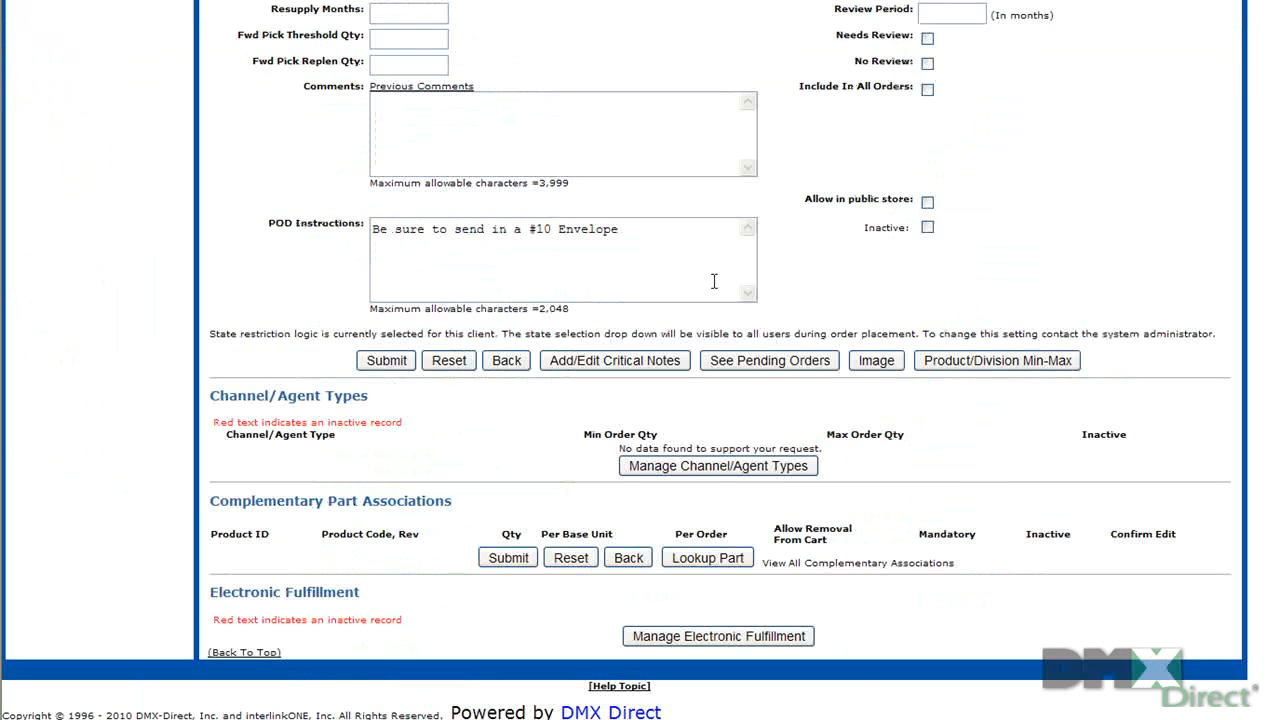 Resupply Months:
Review Period: (In months)
Fwd Pick Threshold Qty:
Needs Review:
Fwd Pick Replen Qty:
No Review:
Comments: Previous Comments
Include In All Orders:
Maximum allowable characters =3,999
Allow in public store:
POD Instructions: Be sure to send in a #10 Envelope
Inactive:
Maximum allowable characters =2,048
State restriction logic is currently selected for this client. The state selection drop down will be visible to all users during order placement. To change this setting contact the system administrator.
Submit Reset Back Add/Edit Critical Notes See Pending Orders Image Product/Division Min-Max
Channel/Agent Types
Red text indicates an inactive record
Channel/Agent Type Min Order Qty Max Order Qty Inactive
No data found to support your request.
Manage Channel/Agent Types
Complementary Part Associations
Product ID Product Code, Rev Qty Per Base Unit Per Order Allow Removal From Cart Mandatory Inactive Confirm Edit
Submit Reset Back Lookup Part View All Complementary Associations
Electronic Fulfillment
Red text indicates an inactive record
Manage Electronic Fulfillment
(Back To Top)
DMX Direct
[Help Topic]
Copyright © 1996 - 2010 DMX-Direct, Inc. and interlinkONE, Inc. All Rights Reserved. Powered by DMX Direct